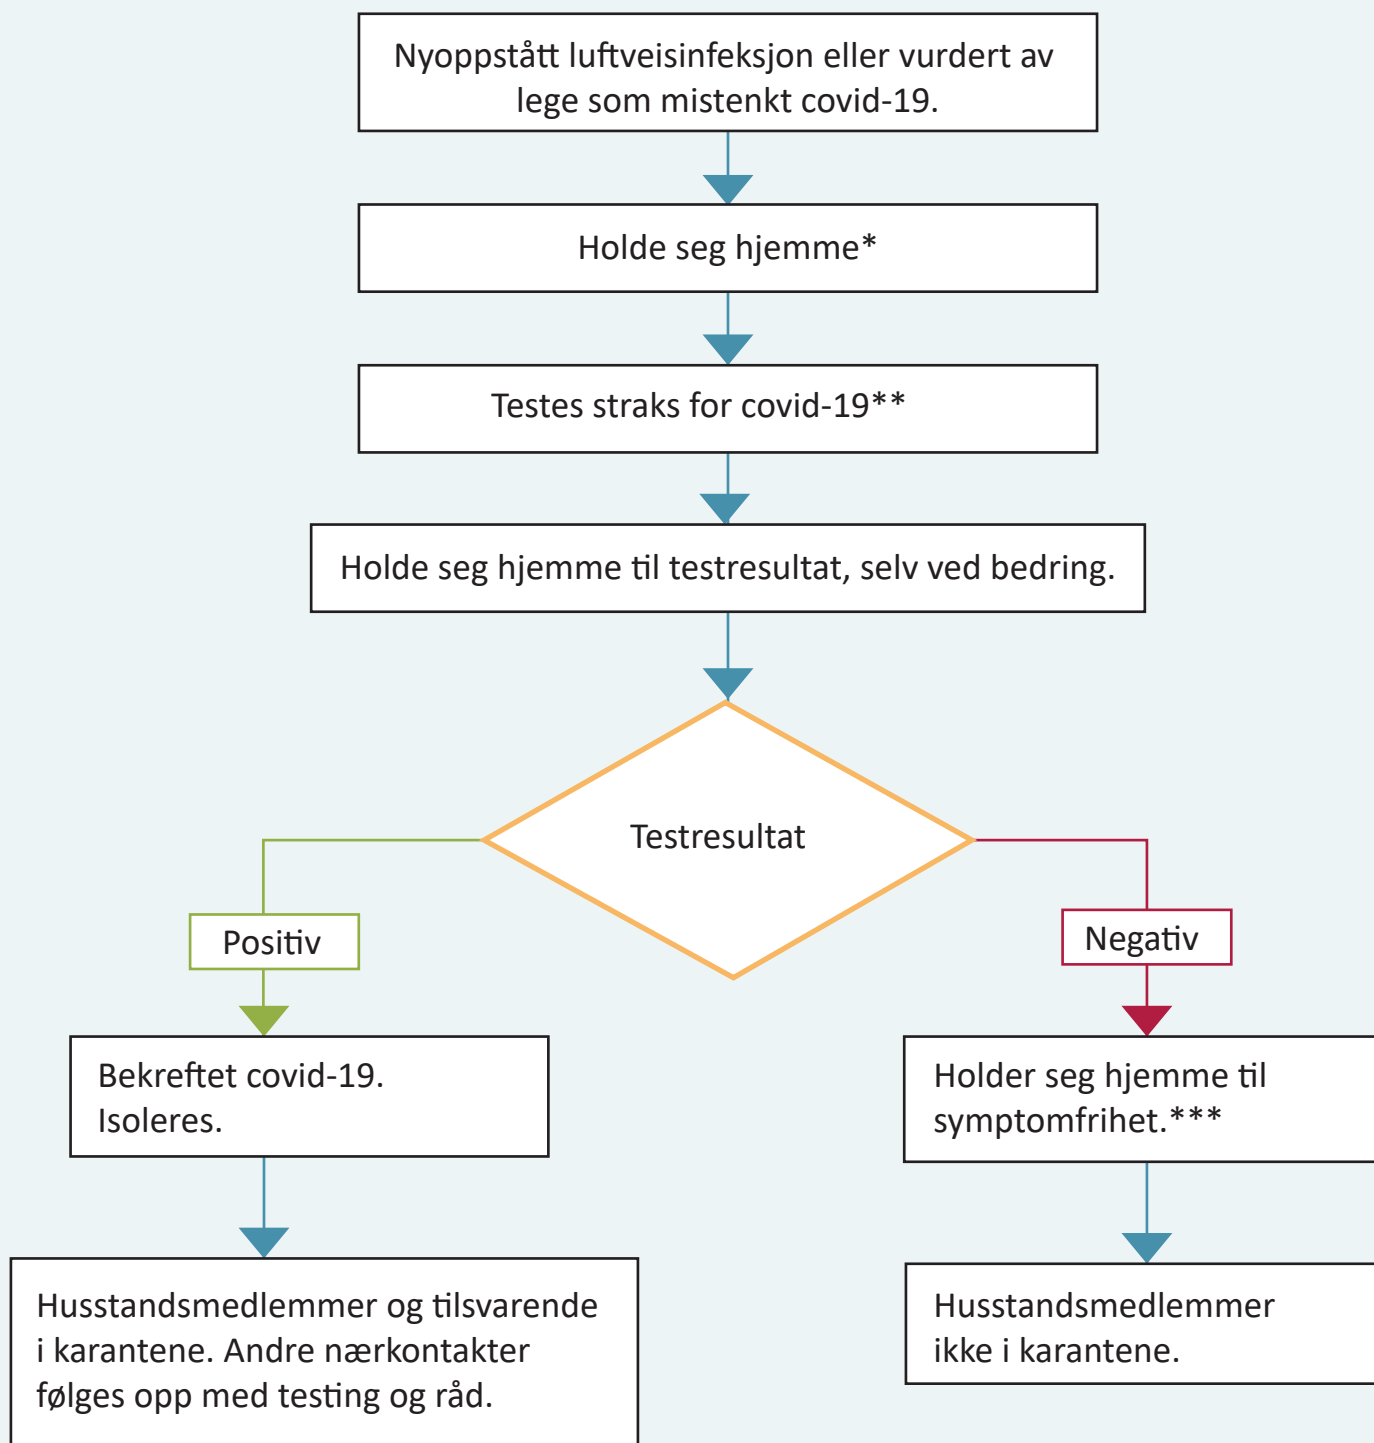 Nyoppstått luftveisinfeksjon eller vurdert av
lege som mistenkt covid-19.
Holde seg hjemme*
Testes straks for covid-19**
Holde seg hjemme til testresultat, selv ved bedring.
Testresultat
Positiv
Negativ
Bekreftet covid-19.
Isoleres.
Holder seg hjemme til
symptomfrihet.***
Husstandsmedlemmer og tilsvarende
i karantene. Andre nærkontakter
følges opp med testing og råd.
Husstandsmedlemmer
ikke i karantene.